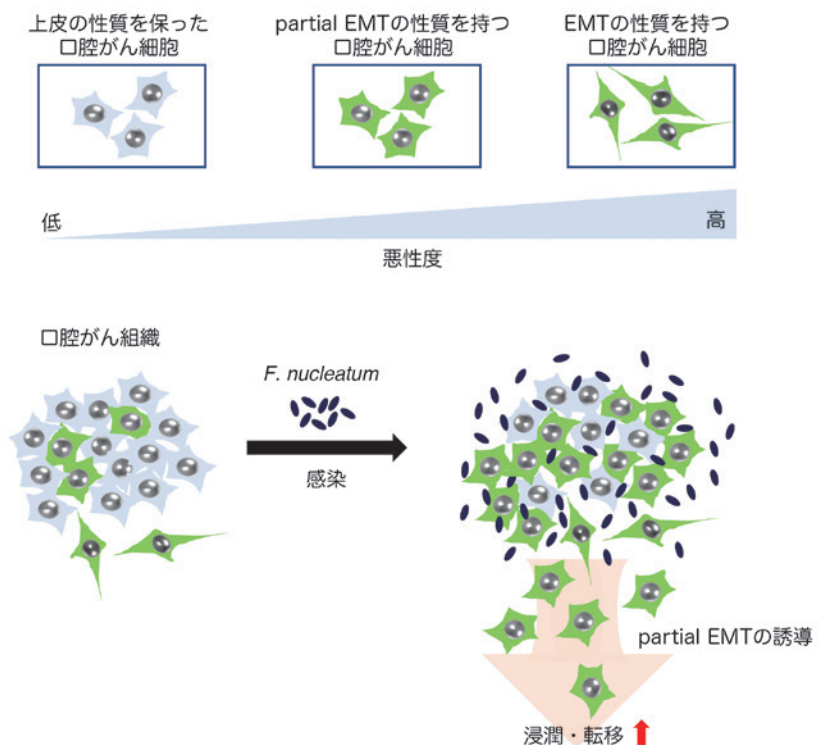 上皮の性質を保った
口腔がん細胞
partial EMTの性質を持つ
口腔がん細胞
EMTの性質を持つ
口腔がん細胞
低
高
悪性度
口腔がん組織
F. nucleatum
感染
partial EMTの誘導
浸潤・転移